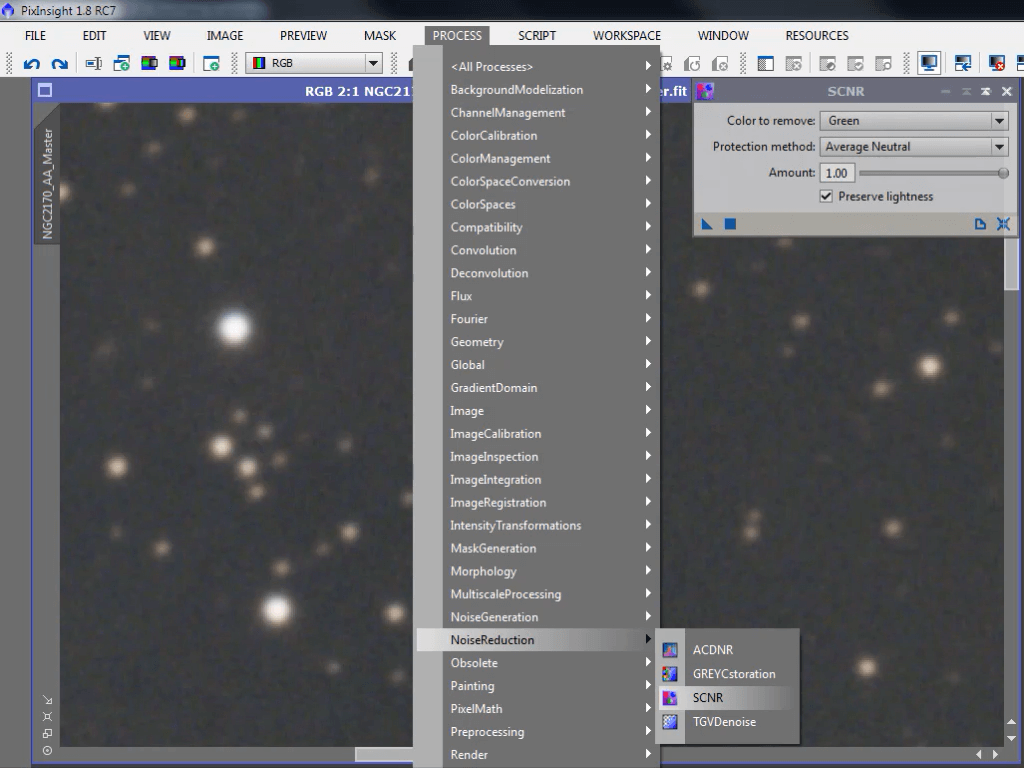 PixInsight 1.8 RC7
FILE EDIT VIEW IMAGE PREVIEW MASK PROCESS SCRIPT WORKSPACE WINDOW RESOURCES
RGB
RGB 2:1 NGC21
er.fit
NGC2170_AA_Master
SCNR
Color to remove: Green
Protection method: Average Neutral
Amount: 1.00
Preserve lightness
<All Processes>
BackgroundModelization
ChannelManagement
ColorCalibration
ColorManagement
ColorSpaceConversion
ColorSpaces
Compatibility
Convolution
Deconvolution
Flux
Fourier
Geometry
Global
GradientDomain
Image
ImageCalibration
ImageInspection
ImageIntegration
ImageRegistration
IntensityTransformations
MaskGeneration
Morphology
MultiscaleProcessing
NoiseGeneration
NoiseReduction
Obsolete
Painting
PixelMath
Preprocessing
Render
ACDNR
GREYCstoration
SCNR
TGVDenoise